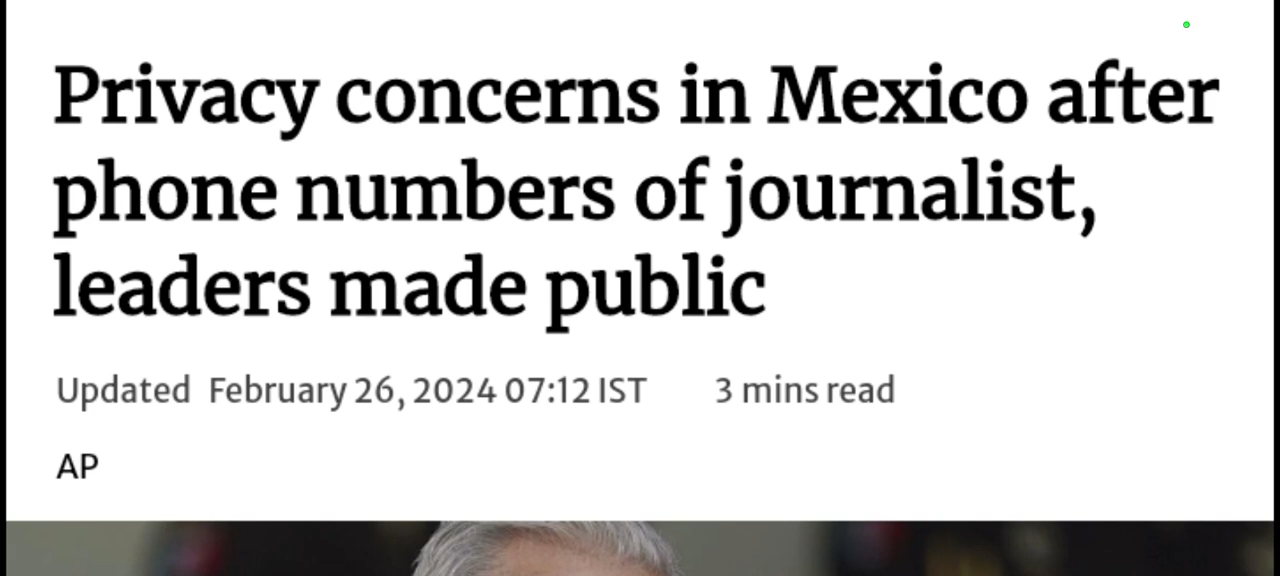 Privacy concerns in Mexico after
phone numbers of journalist,
leaders made public
Updated February 26, 2024 07:12 IST 3 mins read
AP